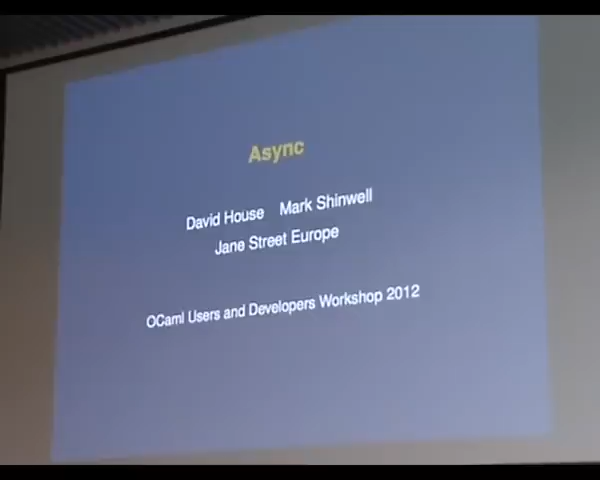 Async
David House Mark Shinwell
Jane Street Europe
OCaml Users and Developers Workshop 2012